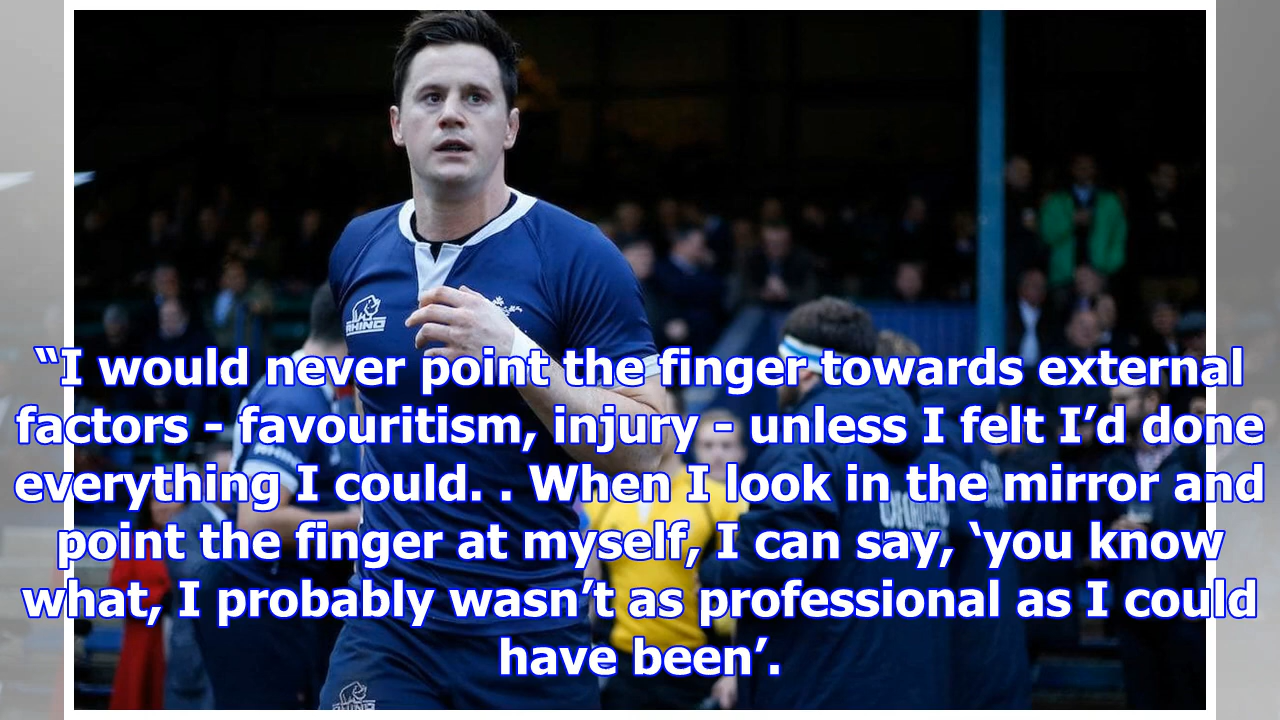 “I would never point the finger towards external
factors - favouritism, injury - unless I felt I’d done
everything I could. . When I look in the mirror and
point the finger at myself, I can say, ‘you know
what, I probably wasn’t as professional as I could
have been’.
RHINO
RHINO